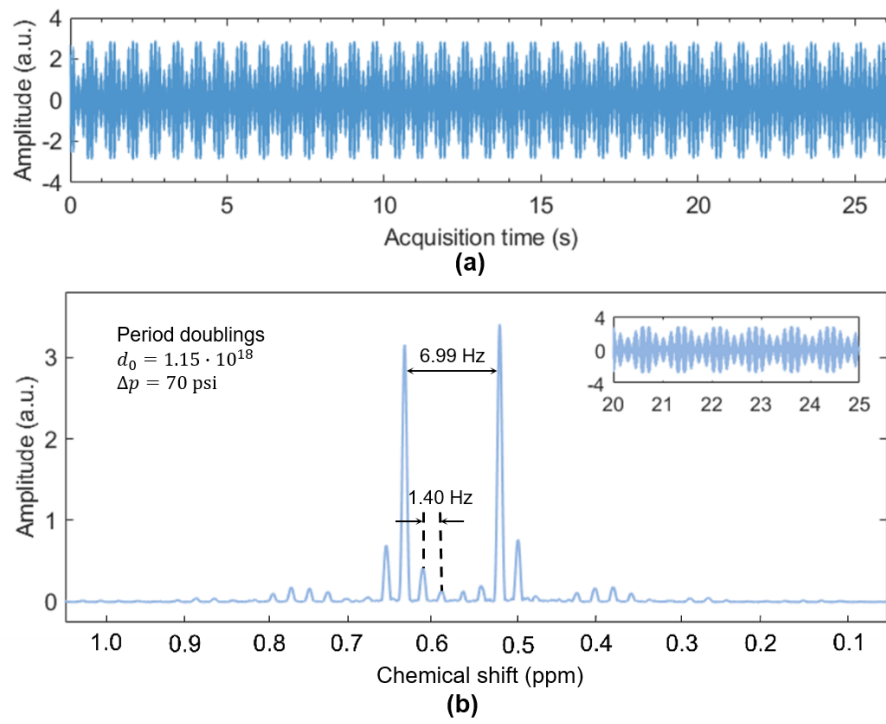 4
2
0
-2
-4
Amplitude (a.u.)
0 5 10 15 20 25
Acquisition time (s)
(a)
Period doublings
d₀ = 1.15 · 10¹⁸
Δp = 70 psi
6.99 Hz
1.40 Hz
4
0
-4
20 21 22 23 24 25
3
2
1
0
Amplitude (a.u.)
1.0 0.9 0.8 0.7 0.6 0.5 0.4 0.3 0.2 0.1
Chemical shift (ppm)
(b)